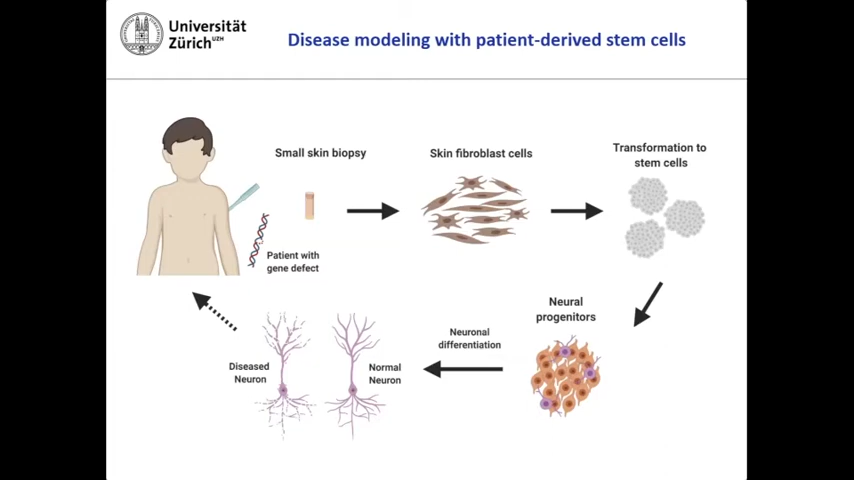 Universität
Zürich UZH
Disease modeling with patient-derived stem cells
Small skin biopsy
Skin fibroblast cells
Transformation to
stem cells
Patient with
gene defect
Neural
progenitors
Neuronal
differentiation
Diseased
Neuron
Normal
Neuron